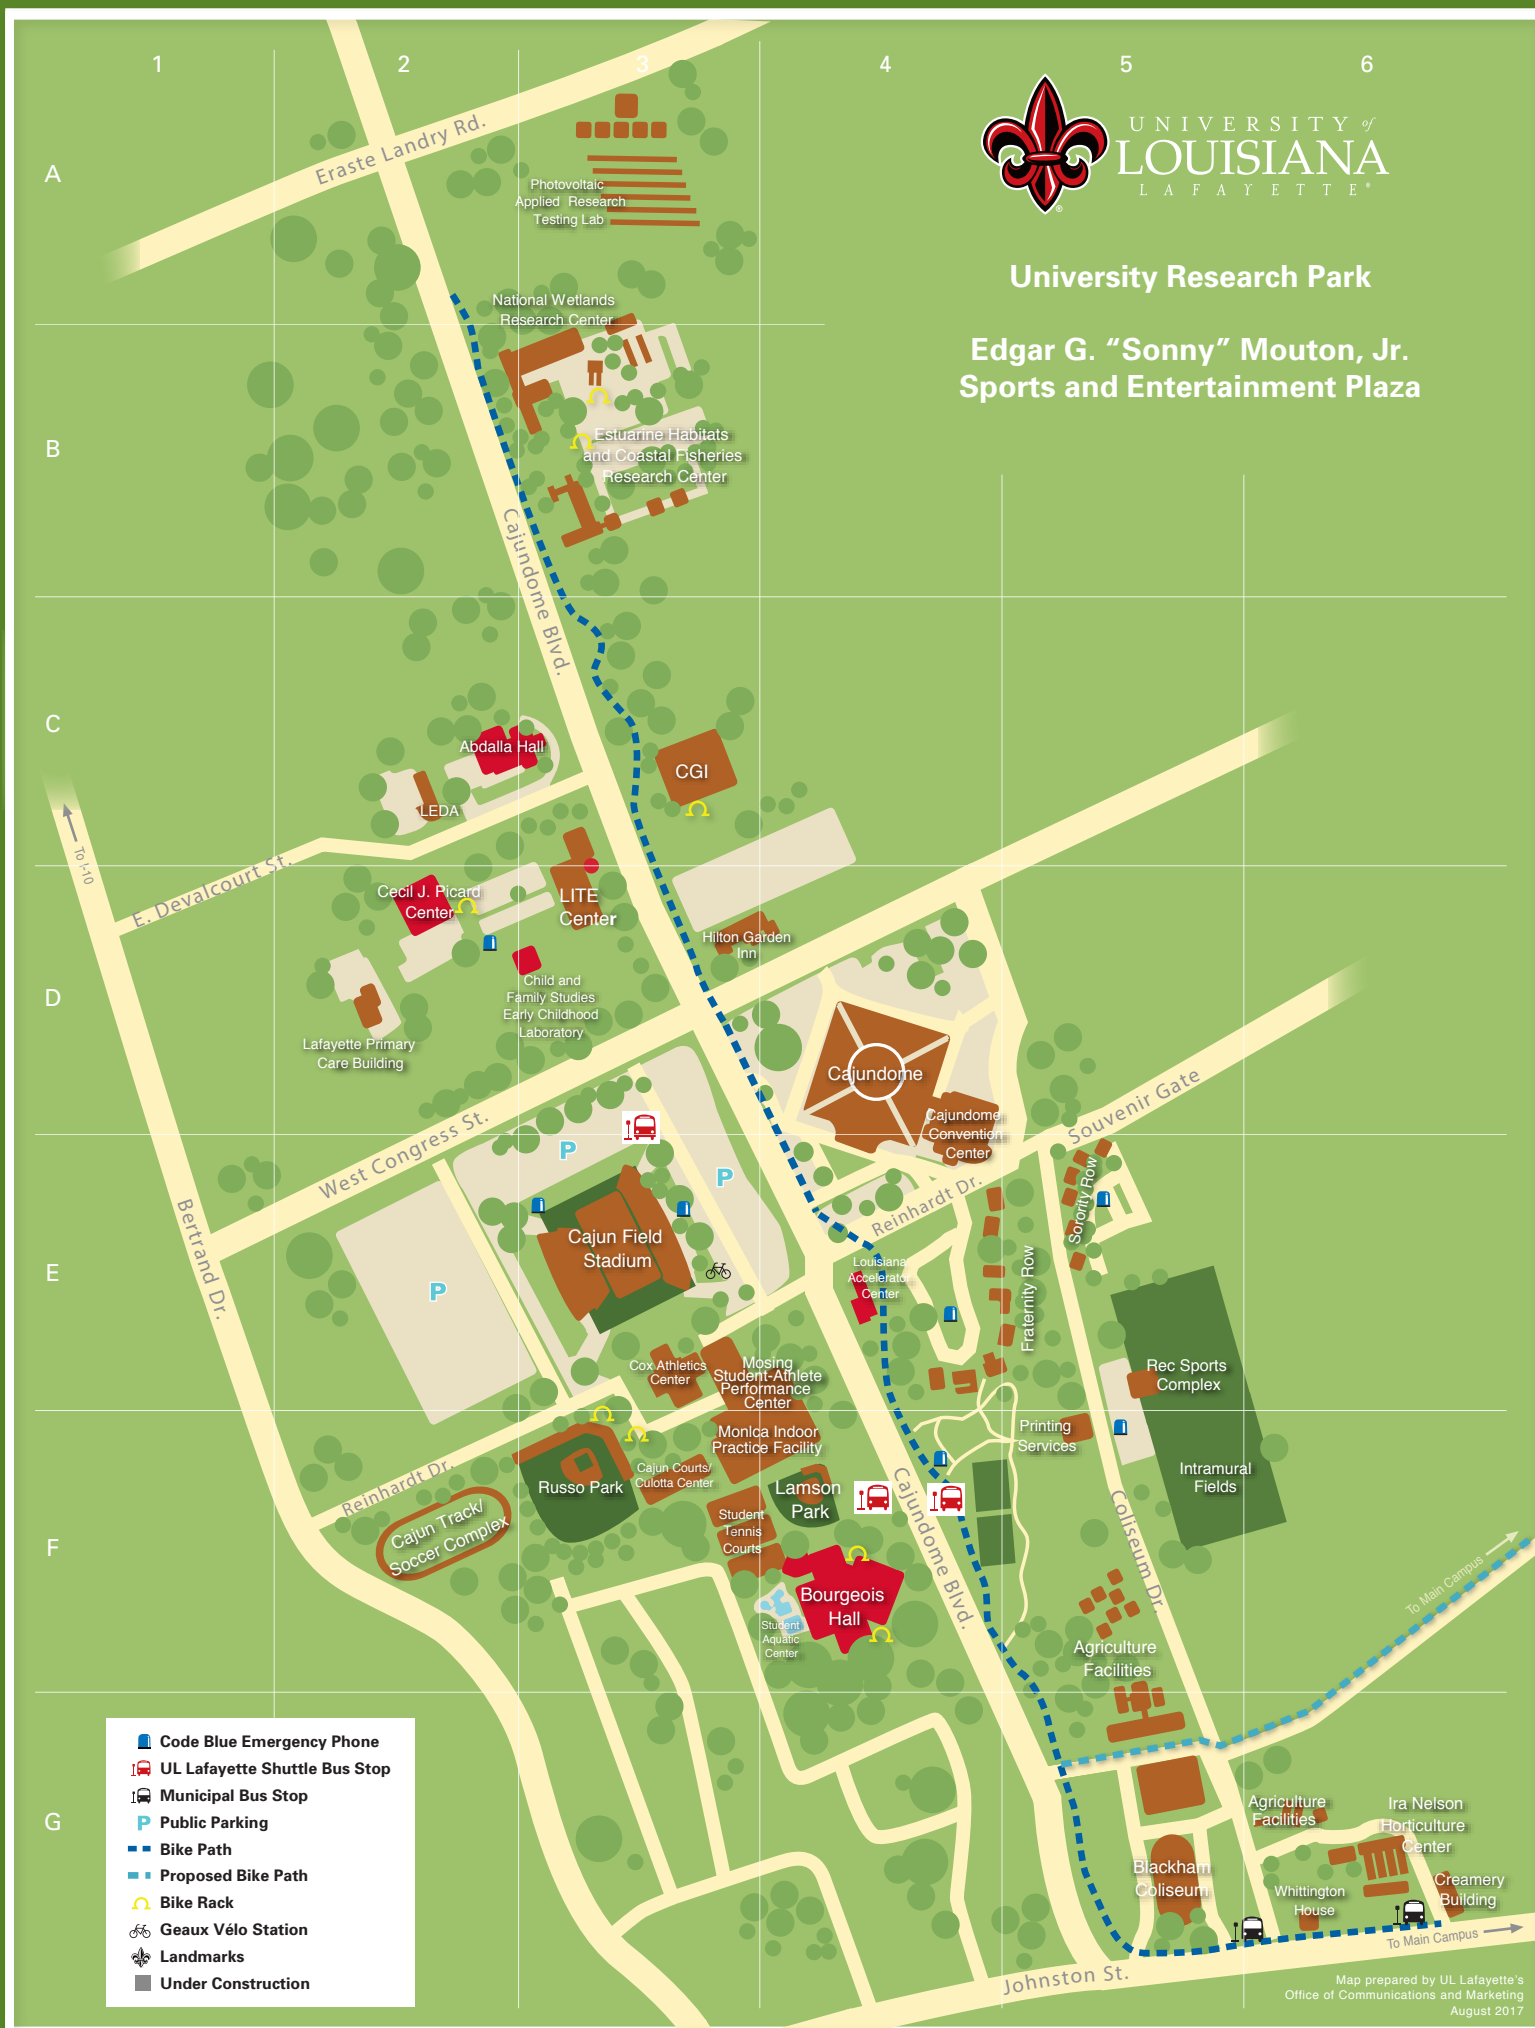 1
2
3
4
5
6
A
B
C
D
E
F
G
UNIVERSITY of
LOUISIANA
LAFAYETTE®
University Research Park
Edgar G. “Sonny” Mouton, Jr.
Sports and Entertainment Plaza
Eraste Landry Rd.
Photovoltaic
Applied Research
Testing Lab
National Wetlands
Research Center
Estuarine Habitats
and Coastal Fisheries
Research Center
Cajundome Blvd.
Abdalla Hall
CGI
LEDA
To I-10
E. Devalcourt St.
Cecil J. Picard
Center
LITE
Center
Hilton Garden
Inn
Child and
Family Studies
Early Childhood
Laboratory
Lafayette Primary
Care Building
Cajundome
Cajundome
Convention
Center
Souvenir Gate
West Congress St.
P
P
P
Bertrand Dr.
Reinhardt Dr.
Sorority Row
Cajun Field
Stadium
Louisiana
Accelerator
Center
Fraternity Row
Cox Athletics
Center
Mosing
Student-Athlete
Performance
Center
Rec Sports
Complex
MonIca Indoor
Practice Facility
Printing
Services
Reinhardt Dr.
Russo Park
Cajun Courts/
Culotta Center
Lamson
Park
Intramural
Fields
Cajun Track/
Soccer Complex
Student
Tennis
Courts
Cajundome Blvd.
Coliseum Dr.
Bourgeois
Hall
Student
Aquatic
Center
To Main Campus
Agriculture
Facilities
Agriculture
Facilities
Ira Nelson
Horticulture
Center
Blackham
Coliseum
Whittington
House
Creamery
Building
To Main Campus
Johnston St.
Code Blue Emergency Phone
UL Lafayette Shuttle Bus Stop
Municipal Bus Stop
P Public Parking
Bike Path
Proposed Bike Path
Bike Rack
Geaux Vélo Station
Landmarks
Under Construction
Map prepared by UL Lafayette’s
Office of Communications and Marketing
August 2017